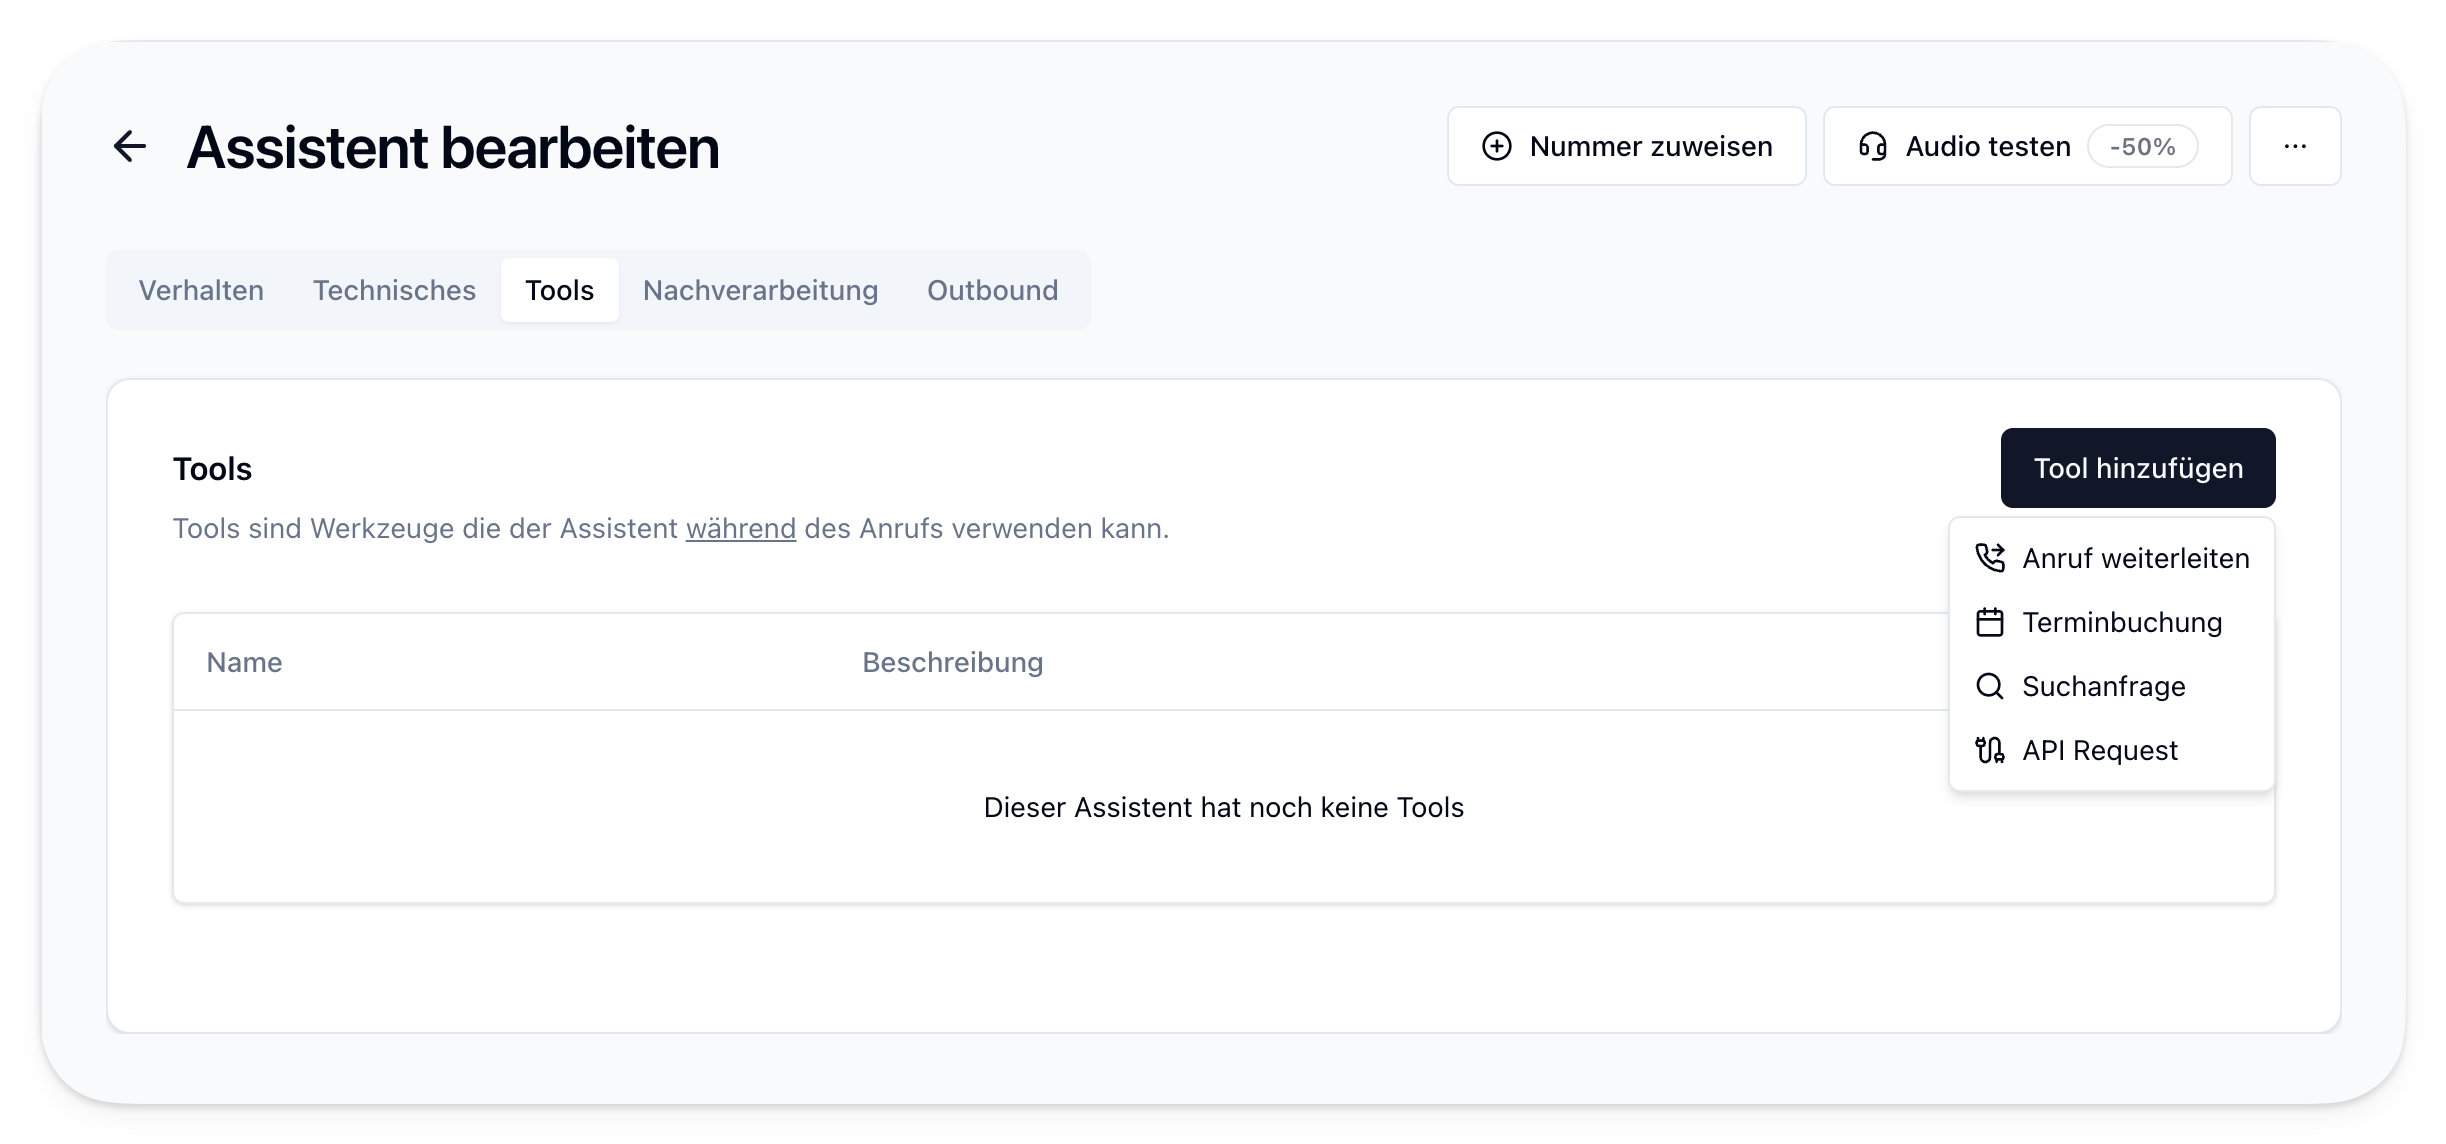 Assistent bearbeiten
Nummer zuweisen
Audio testen -50%
...
Verhalten Technisches Tools Nachverarbeitung Outbound
Tools
Tool hinzufügen
Tools sind Werkzeuge die der Assistent während des Anrufs verwenden kann.
Anruf weiterleiten
Terminbuchung
Suchanfrage
API Request
Name Beschreibung
Dieser Assistent hat noch keine Tools